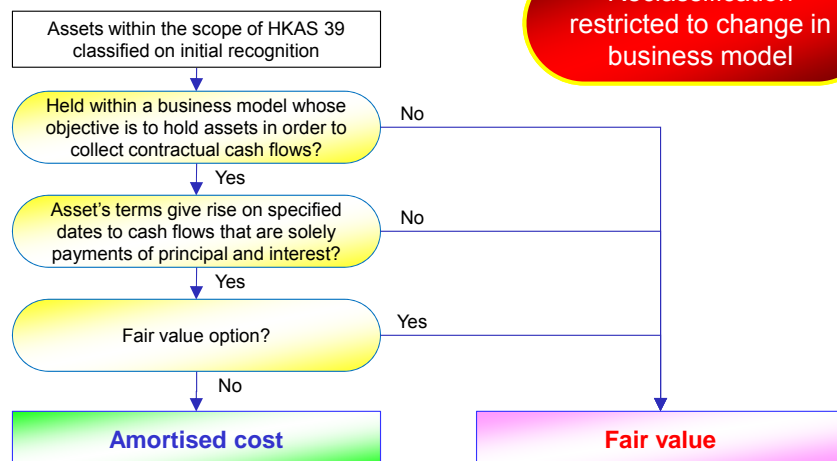 Reclassification
restricted to change in
business model
Assets within the scope of HKAS 39
classified on initial recognition
Held within a business model whose
objective is to hold assets in order to
collect contractual cash flows?
No
Yes
Asset's terms give rise on specified
dates to cash flows that are solely
payments of principal and interest?
No
Yes
Fair value option?
Yes
No
Amortised cost
Fair value